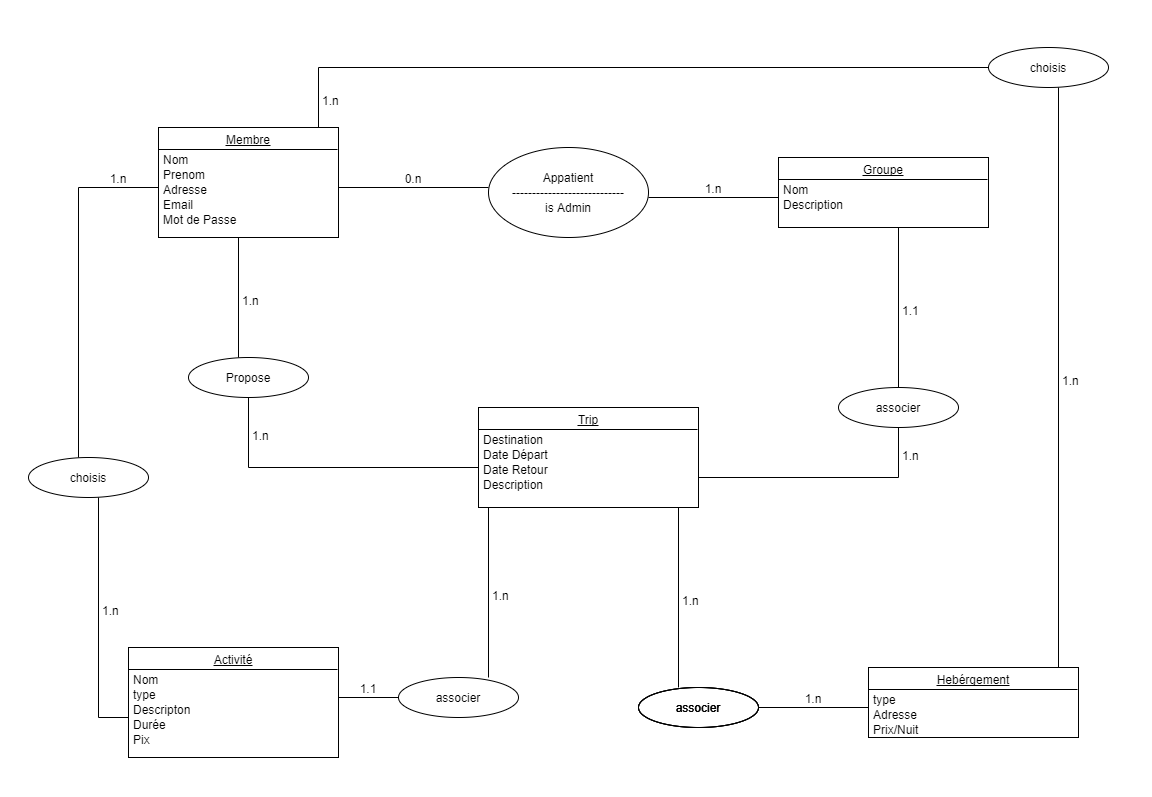 choisis
1.n
Membre
Nom
Prenom
Adresse
Email
Mot de Passe
1.n
0.n
Appatient
------------------------------
is Admin
1.n
Groupe
Nom
Description
1.n
1.1
1.n
Propose
associer
1.n
1.n
Trip
Destination
Date Départ
Date Retour
Description
choisis
1.n
1.n
1.n
Activité
Nom
type
Descripton
Durée
Pix
1.1
associer
associer
1.n
Hebérgement
type
Adresse
Prix/Nuit